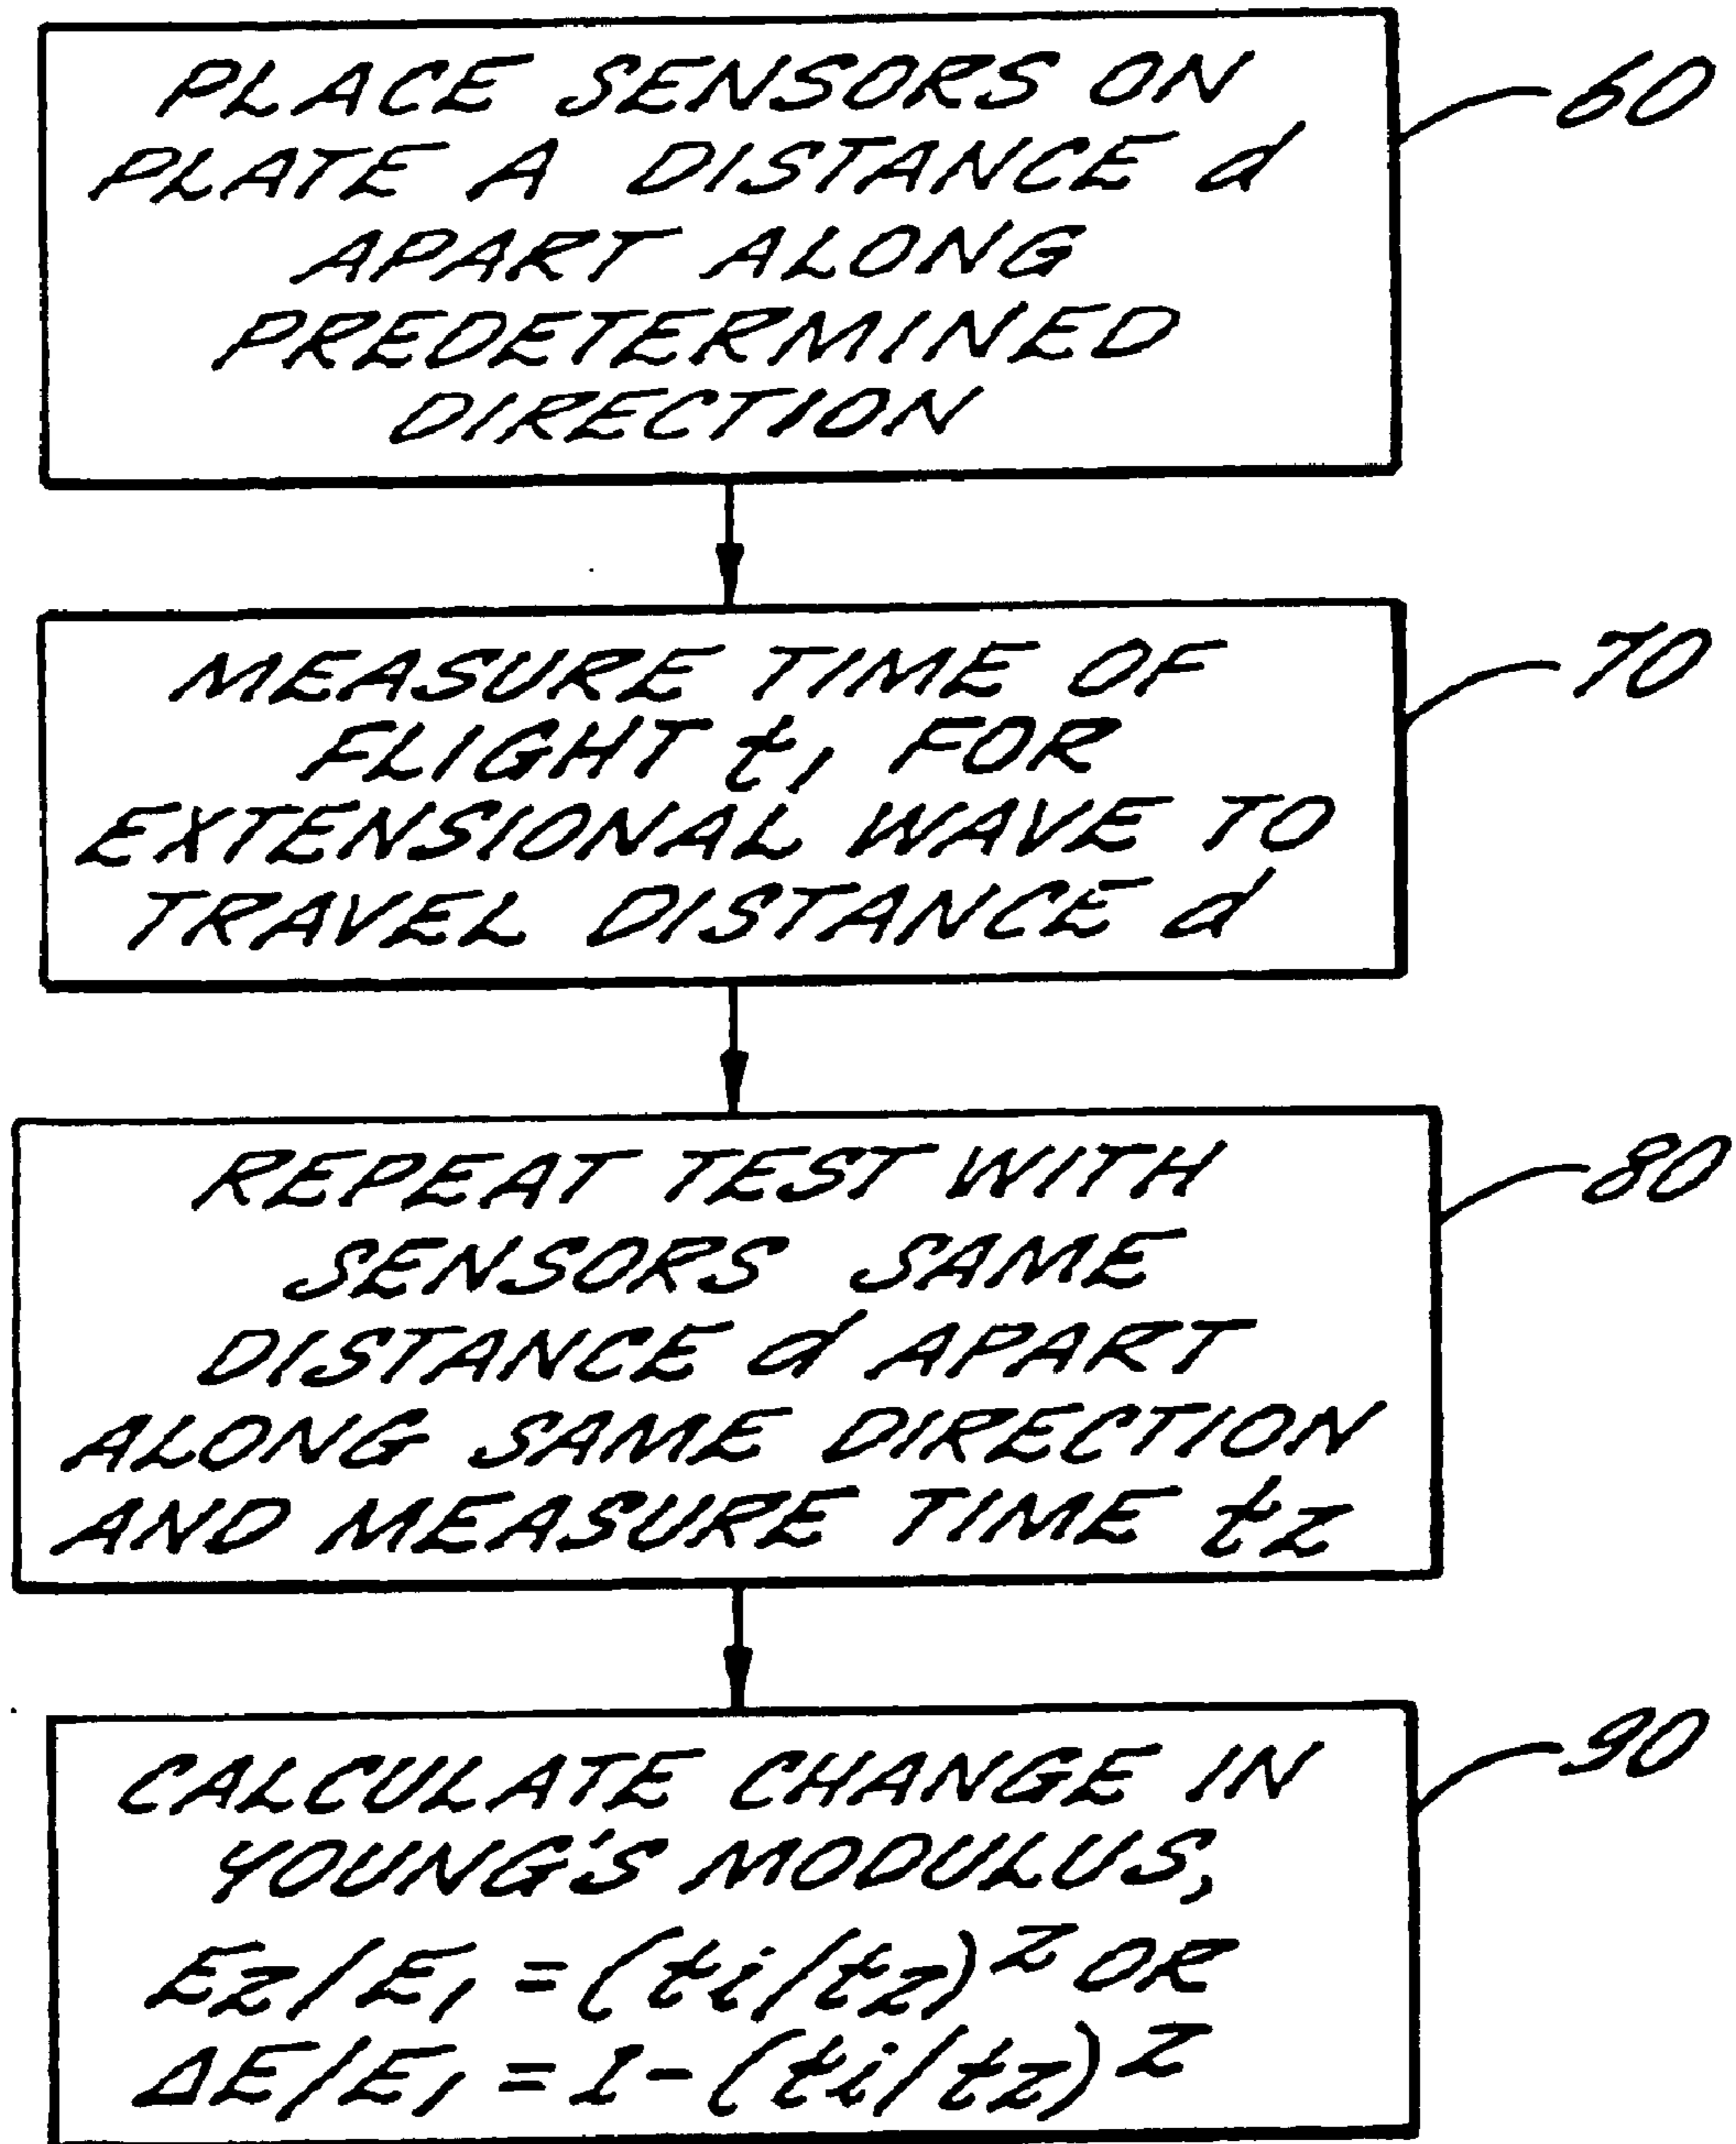 PLACE SENSORS ON
PLATE A DISTANCE d
APART ALONG
PREDETERMINED
DIRECTION
60
MEASURE TIME OF
FLIGHT t1 FOR
EXTENSIONAL WAVE TO
TRAVEL DISTANCE d
70
REPEAT TEST WITH
SENSORS SAME
DISTANCE d APART
ALONG SAME DIRECTION
AND MEASURE TIME t2
80
CALCULATE CHANGE IN
YOUNG'S MODULUS,
E2/E1 = (ti/t2)2 OR
ΔE/E1 = 1-(ti/t2)2
90